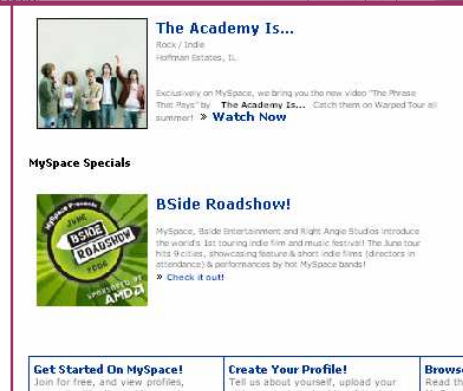 The Academy Is...
Rock / Indie
Hoffman Estates, IL
Exclusively on MySpace, we bring you the new video "The Phrase
That Pays" by The Academy Is... Catch them on Warped Tour all
summer! » Watch Now
MySpace Specials
MySpace Presents
JUNE
BSIDE
ROADSHOW
2006
SPONSORED BY
AMD
BSide Roadshow!
MySpace, Bside Entertainment and Right Angle Studios introduce
the world's 1st touring indie film and music festival! The June tour
hits 9 cities, showcasing feature & short indie films (directors in
attendance) & performances by hot MySpace bands!
» Check it out!
Get Started On MySpace!
Join for free, and view profiles,
Create Your Profile!
Tell us about yourself, upload your
Browse
Read th